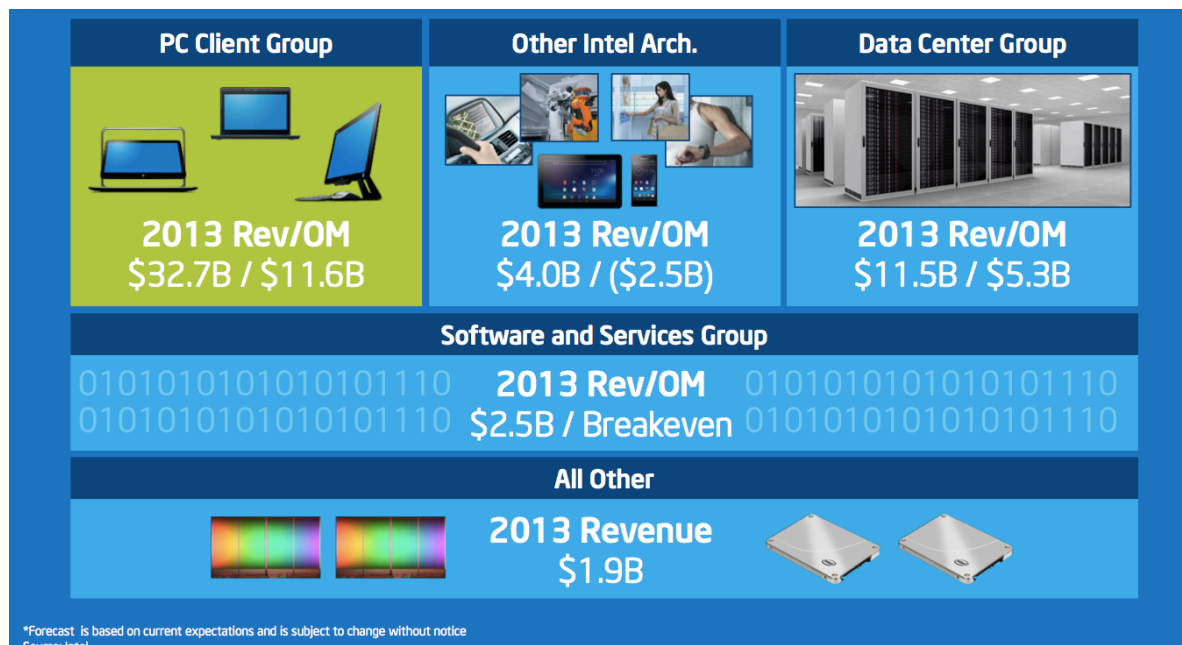 PC Client Group
2013 Rev/OM
$32.7B / $11.6B
Other Intel Arch.
2013 Rev/OM
$4.0B / ($2.5B)
Data Center Group
2013 Rev/OM
$11.5B / $5.3B
Software and Services Group
0101010101010101110 2013 Rev/OM 0101010101010101110
0101010101010101110 $2.5B / Breakeven 0101010101010101110
All Other
2013 Revenue
$1.9B
*Forecast is based on current expectations and is subject to change without notice
Source: Intel